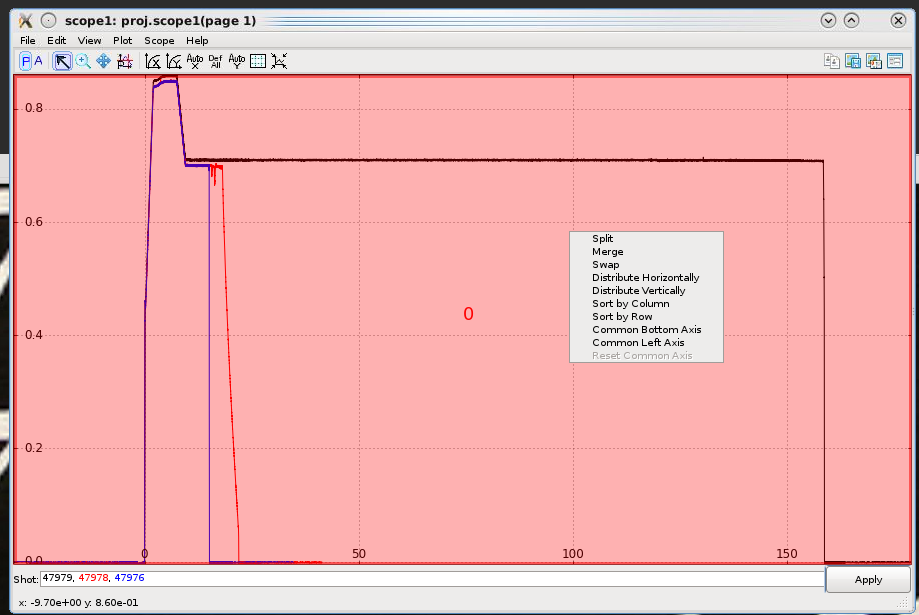 scope1: proj.scope1(page 1)
File Edit View Plot Scope Help
P A Auto X Def All Auto Y
0.8
0.6
0.4
0.2
0.0
0
Split
Merge
Swap
Distribute Horizontally
Distribute Vertically
Sort by Column
Sort by Row
Common Bottom Axis
Common Left Axis
Reset Common Axis
0 50 100 150
Shot: 47979, 47978, 47976 Apply
x: -9.70e+00 y: 8.60e-01